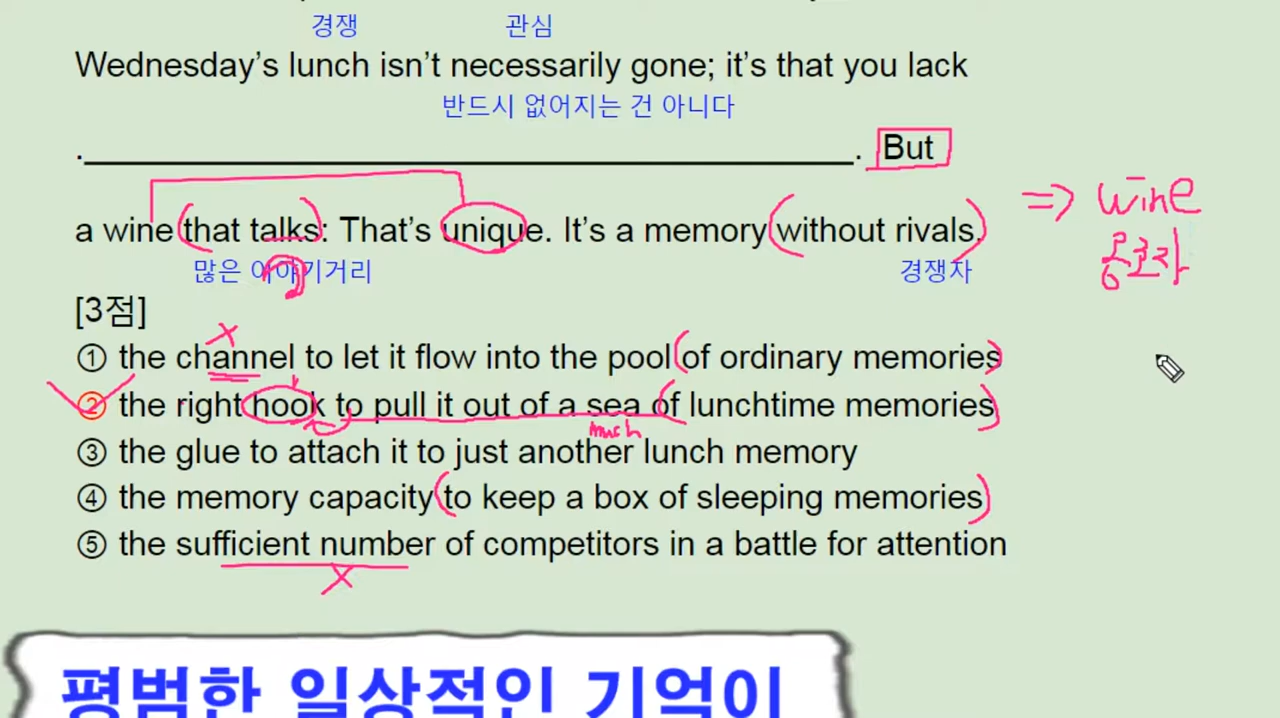 경쟁 관심
Wednesday's lunch isn't necessarily gone; it's that you lack
반드시 없어지는 건 아니다
.______________________________. But
a wine that talks: That's unique. It's a memory without rivals.
많은 이야기거리 경쟁자
⇒ wine
[3점]
① the channel to let it flow into the pool of ordinary memories
② the right hook to pull it out of a sea of lunchtime memories
much
③ the glue to attach it to just another lunch memory
④ the memory capacity to keep a box of sleeping memories
⑤ the sufficient number of competitors in a battle for attention
평범한 일상적인 기억이